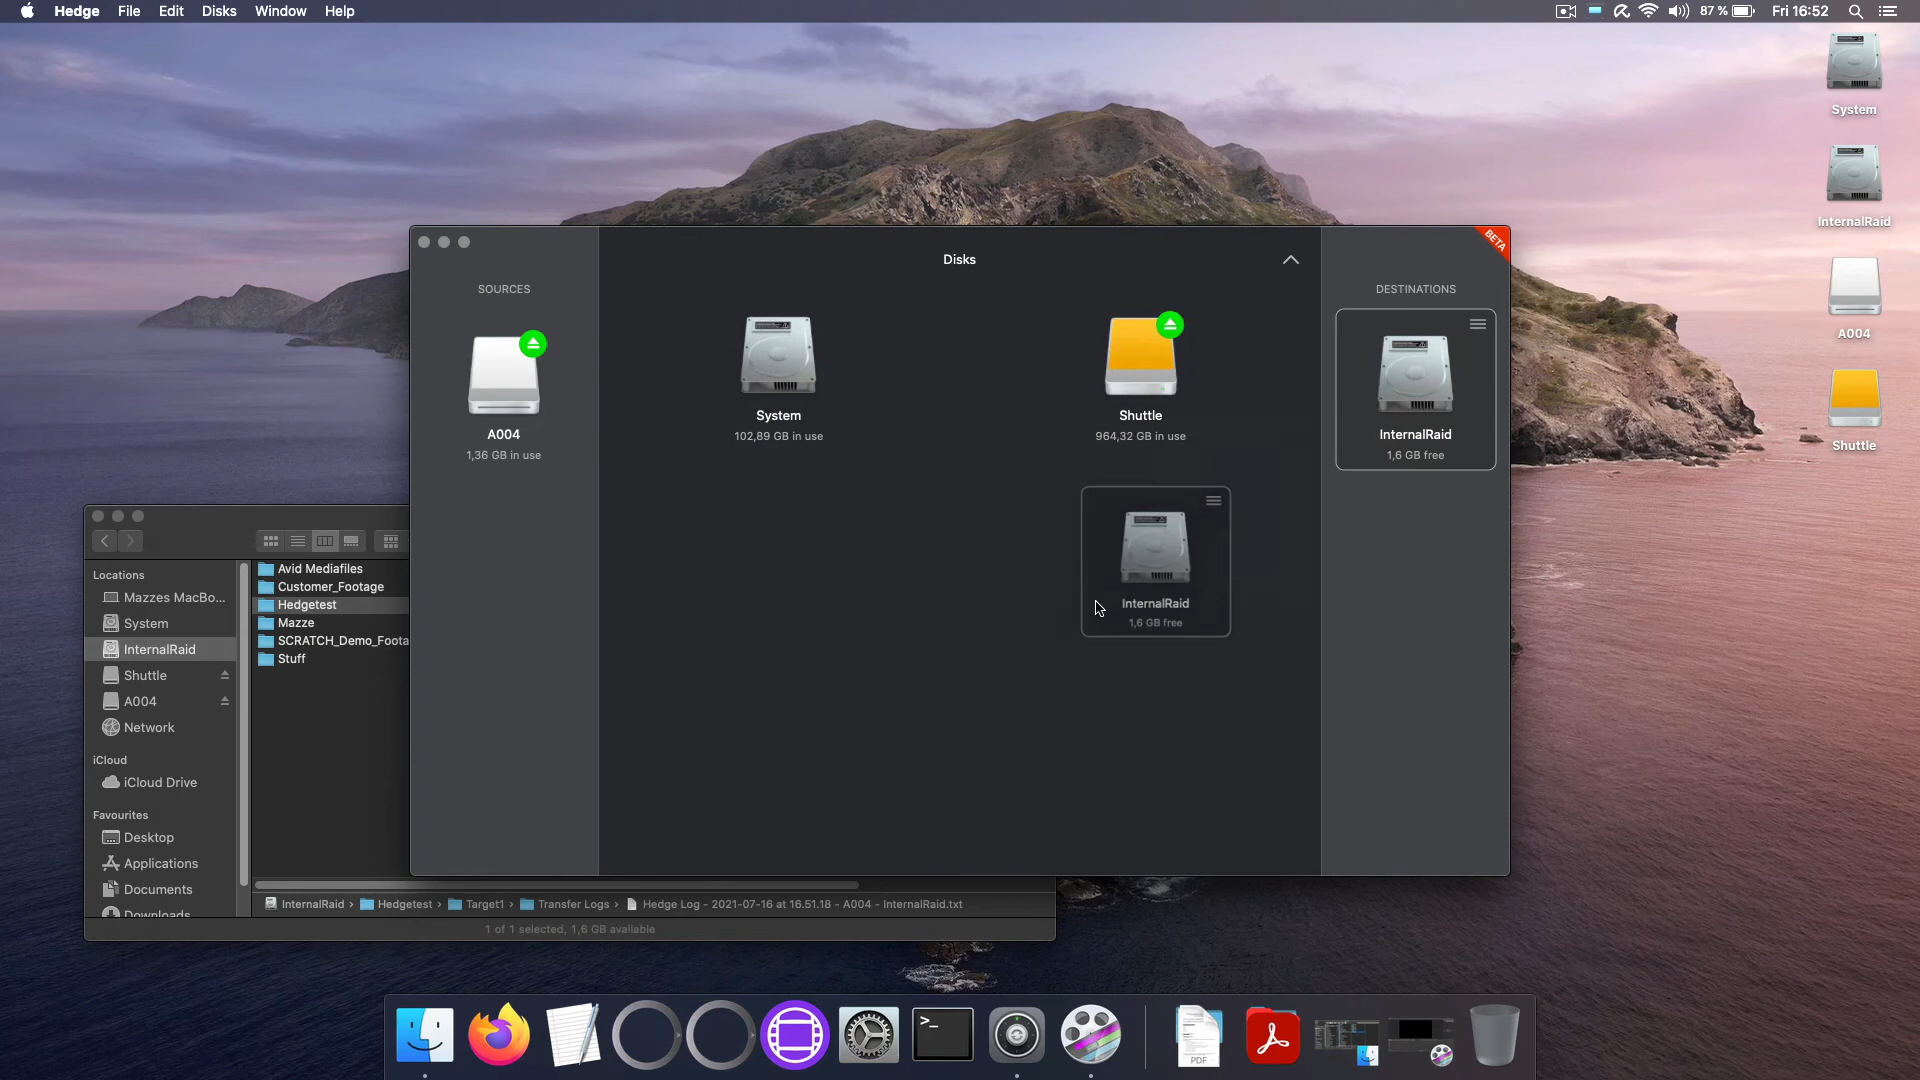 Hedge File Edit Disks Window Help
87 % Fri 16:52
System
InternalRaid
A004
Shuttle
BETA
Disks
SOURCES
DESTINATIONS
A004
1,36 GB in use
System
102,89 GB in use
Shuttle
964,32 GB in use
InternalRaid
1,6 GB free
InternalRaid
1,6 GB free
Locations
Mazzes MacBo...
System
InternalRaid
Shuttle
A004
Network
iCloud
iCloud Drive
Favourites
Desktop
Applications
Documents
Downloads
Avid Mediafiles
Customer_Footage
Hedgetest
Mazze
SCRATCH_Demo_Foota
Stuff
InternalRaid › Hedgetest › Target1 › Transfer Logs › Hedge Log - 2021-07-16 at 16.51.18 - A004 - InternalRaid.txt
1 of 1 selected, 1,6 GB available
>_
PDF